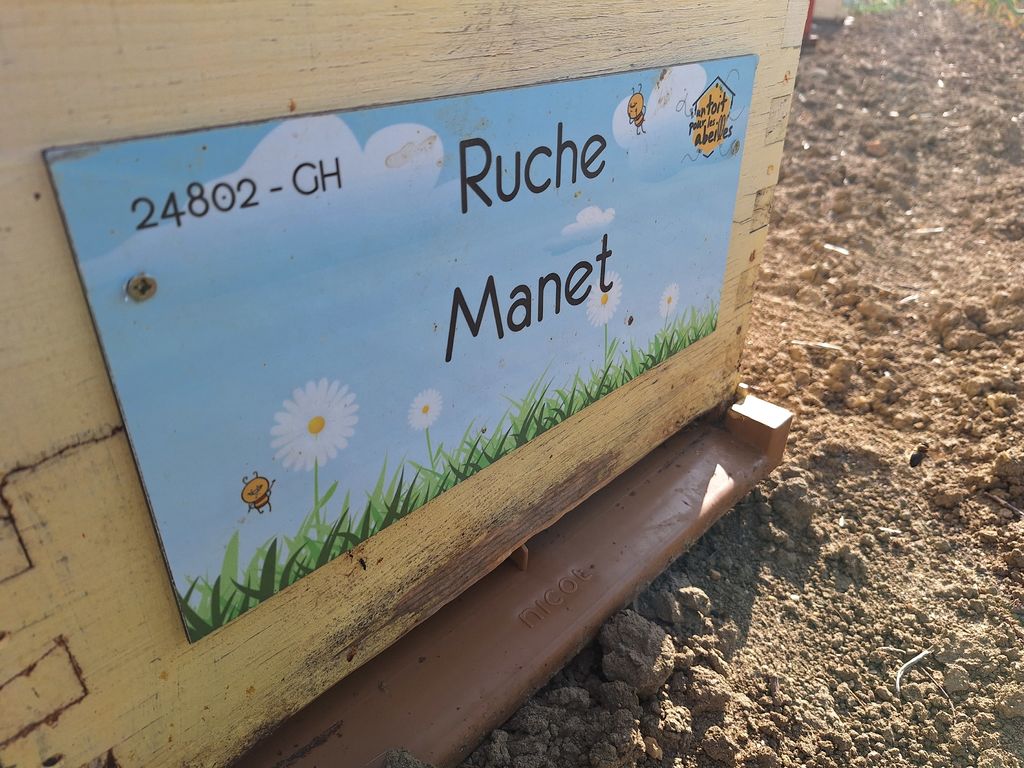 24802 - GH
Ruche
Manet
un toit
pour les
abeilles
nicot